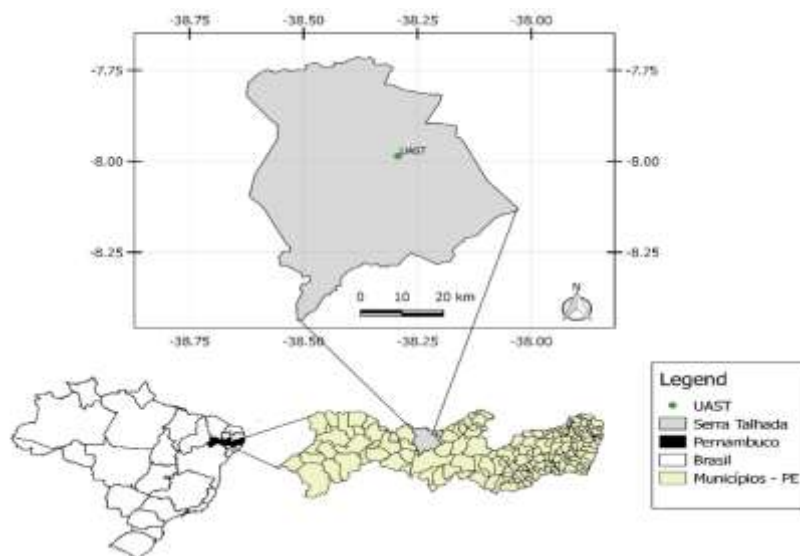 -38.75 -38.50 -38.25 -38.00
-7.75 -7.75
UAST
-8.00 -8.00
-8.25 -8.25
0 10 20 km
N
-38.75 -38.50 -38.25 -38.00
Legend
UAST
Serra Talhada
Pernambuco
Brasil
Municípios - PE